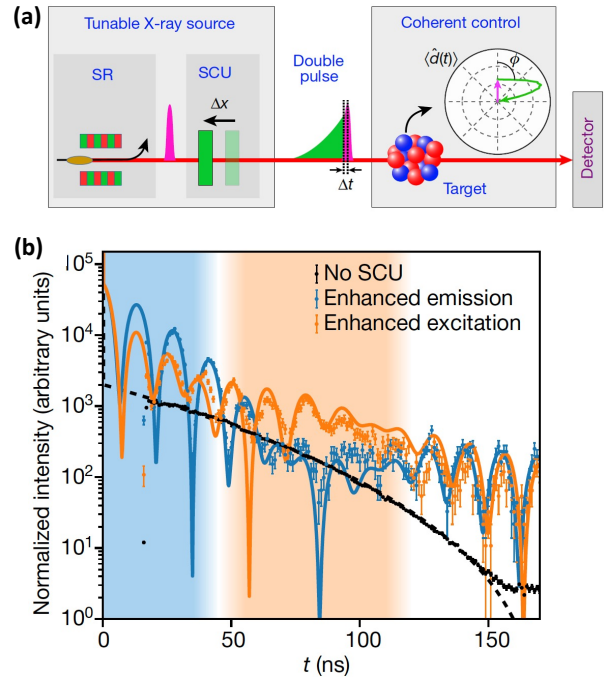 (a)
Tunable X-ray source
Coherent control
SR
SCU
Double
pulse
⟨d̂(t)⟩
ϕ
Δx
Δt
Target
Detector
(b)
Normalized intensity (arbitrary units)
10⁵
10⁴
10³
10²
10¹
10⁰
No SCU
Enhanced emission
Enhanced excitation
0
50
100
150
t (ns)